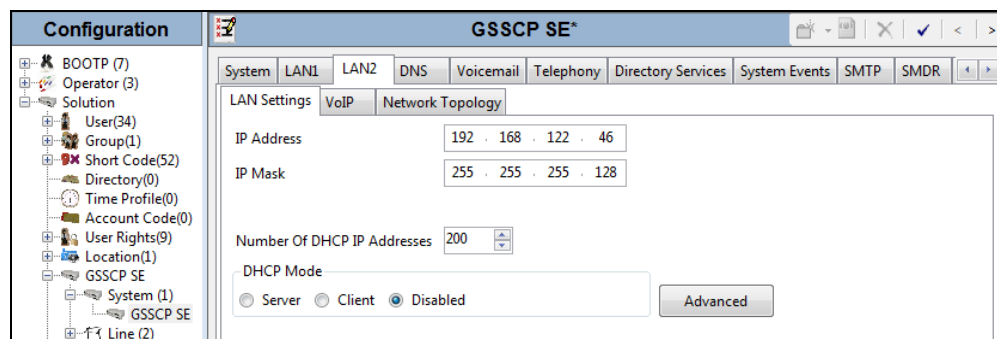 Configuration
BOOTP (7)
Operator (3)
Solution
User(34)
Group(1)
Short Code(52)
Directory(0)
Time Profile(0)
Account Code(0)
User Rights(9)
Location(1)
GSSCP SE
System (1)
GSSCP SE
Line (2)
GSSCP SE*
System LAN1 LAN2 DNS Voicemail Telephony Directory Services System Events SMTP SMDR
LAN Settings VoIP Network Topology
IP Address 192 . 168 . 122 . 46
IP Mask 255 . 255 . 255 . 128
Number Of DHCP IP Addresses 200
DHCP Mode
Server Client Disabled Advanced